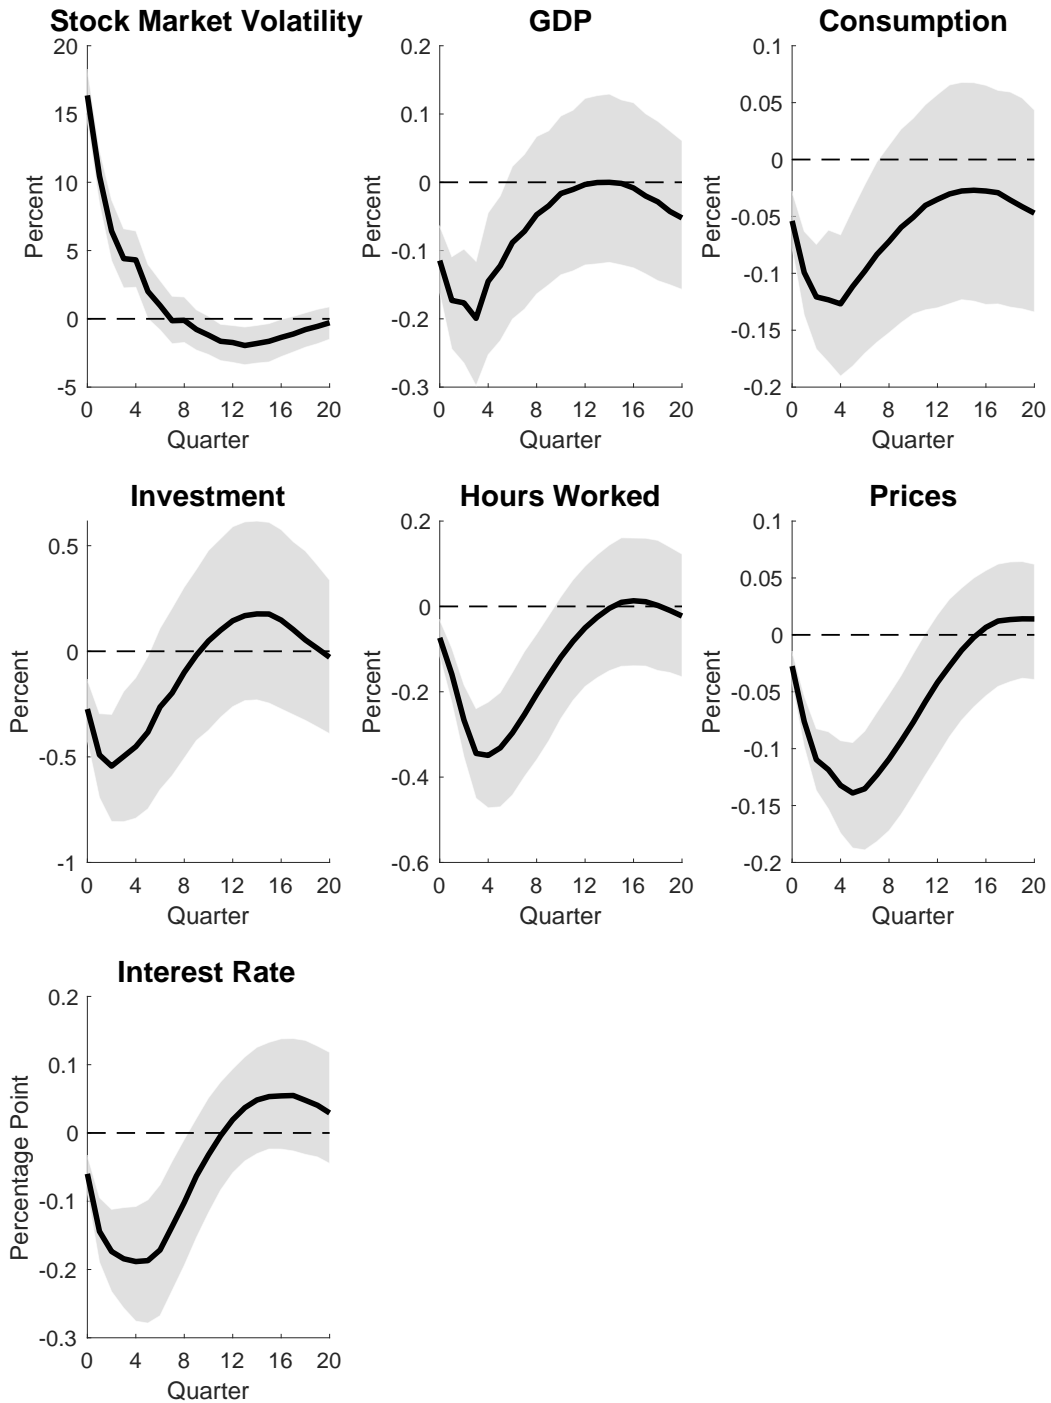 Stock Market Volatility
GDP
Consumption
20
15
10
5
0
-5
Percent
0 4 8 12 16 20
Quarter
0.2
0.1
0
-0.1
-0.2
-0.3
Percent
0 4 8 12 16 20
Quarter
0.1
0.05
0
-0.05
-0.1
-0.15
-0.2
Percent
0 4 8 12 16 20
Quarter
Investment
Hours Worked
Prices
0.5
0
-0.5
-1
Percent
0 4 8 12 16 20
Quarter
0.2
0
-0.2
-0.4
-0.6
Percent
0 4 8 12 16 20
Quarter
0.1
0.05
0
-0.05
-0.1
-0.15
-0.2
Percent
0 4 8 12 16 20
Quarter
Interest Rate
0.2
0.1
0
-0.1
-0.2
-0.3
Percentage Point
0 4 8 12 16 20
Quarter